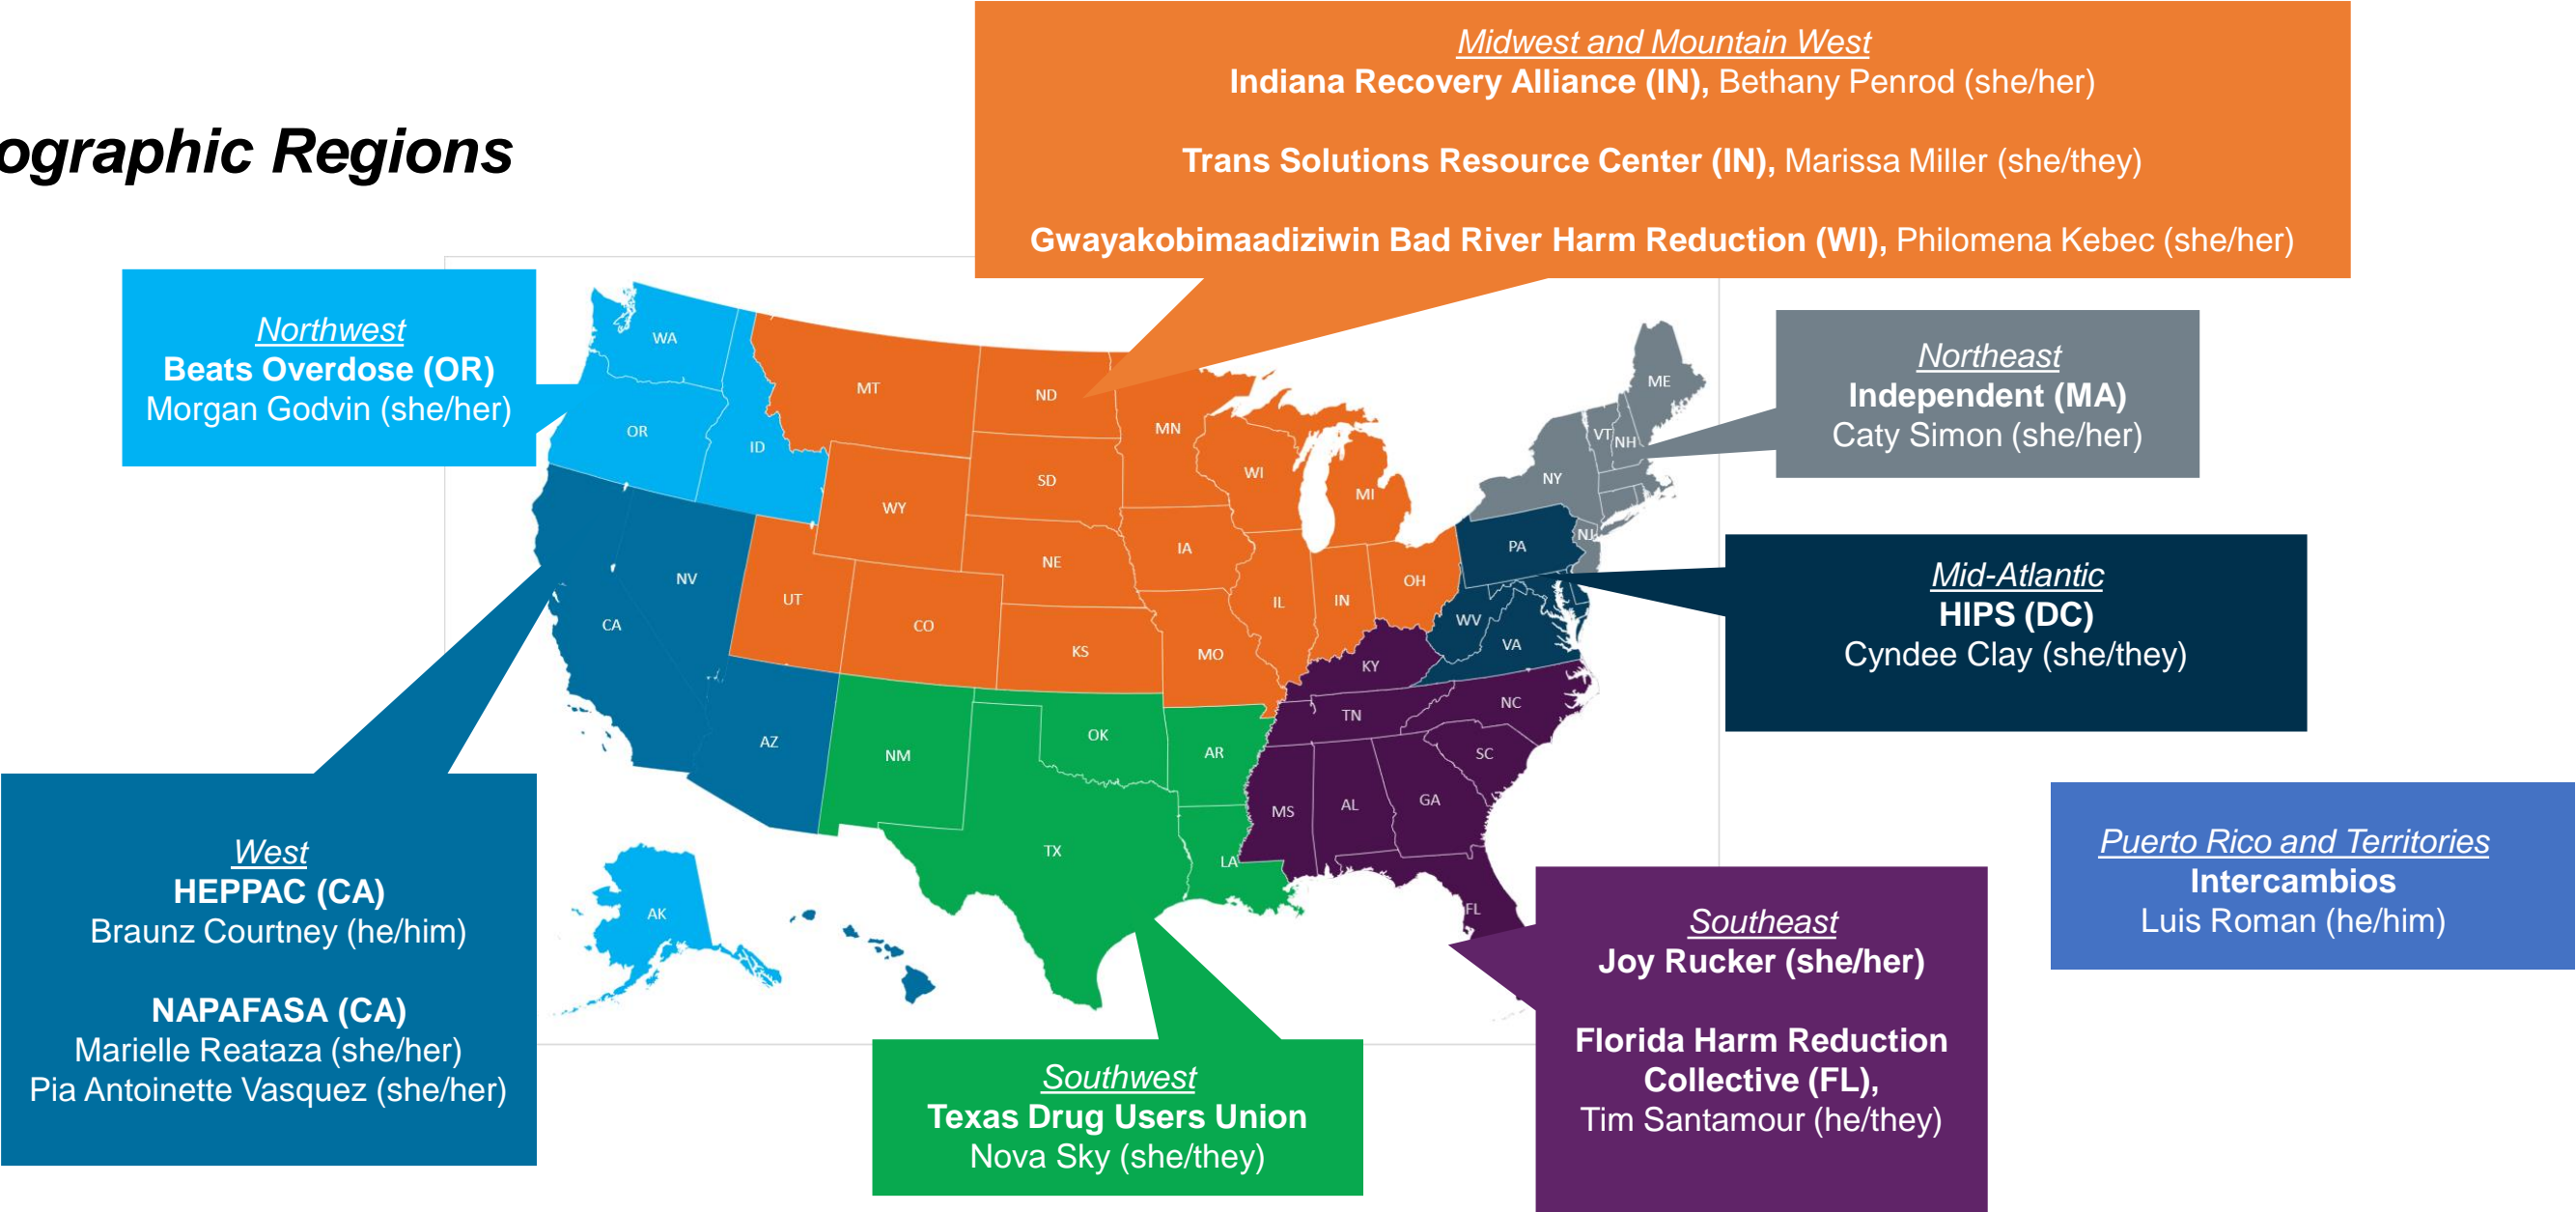 ographic Regions
Midwest and Mountain West
Indiana Recovery Alliance (IN), Bethany Penrod (she/her)
Trans Solutions Resource Center (IN), Marissa Miller (she/they)
Gwayakobimaadiziwin Bad River Harm Reduction (WI), Philomena Kebec (she/her)
Northwest
Beats Overdose (OR)
Morgan Godvin (she/her)
Northeast
Independent (MA)
Caty Simon (she/her)
Mid-Atlantic
HIPS (DC)
Cyndee Clay (she/they)
West
HEPPAC (CA)
Braunz Courtney (he/him)
NAPAFASA (CA)
Marielle Reataza (she/her)
Pia Antoinette Vasquez (she/her)
Southwest
Texas Drug Users Union
Nova Sky (she/they)
Southeast
Joy Rucker (she/her)
Florida Harm Reduction
Collective (FL),
Tim Santamour (he/they)
Puerto Rico and Territories
Intercambios
Luis Roman (he/him)
WA
OR
ID
MT
ND
MN
SD
WY
WI
MI
NE
IA
UT
CO
KS
MO
IL
IN
OH
NV
CA
AZ
NM
OK
TX
AR
LA
MS
AL
GA
TN
KY
NC
SC
FL
WV
VA
PA
NJ
NY
VT
NH
ME
AK